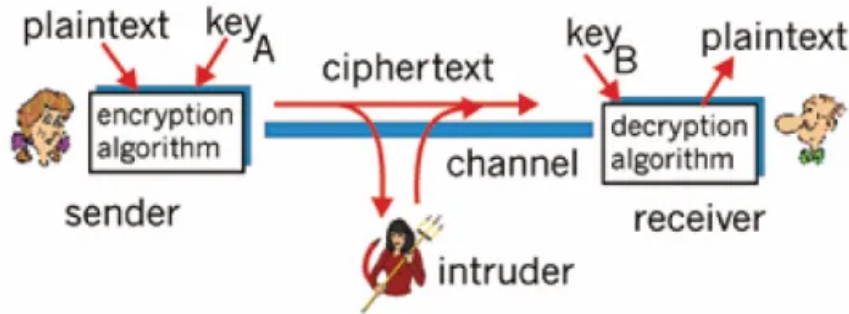 plaintext key A
ciphertext
key B plaintext
encryption
algorithm
decryption
algorithm
channel
sender
receiver
intruder